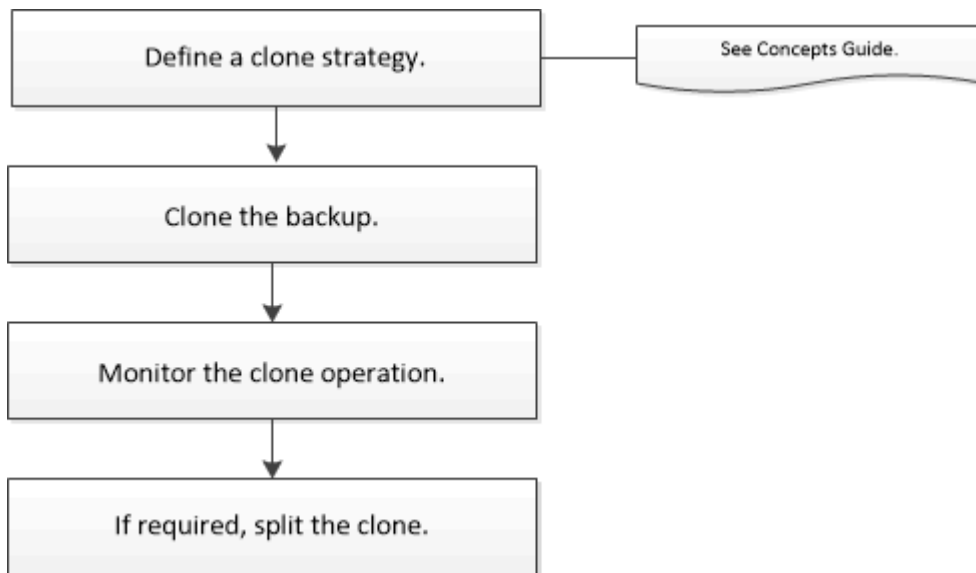 Define a clone strategy.
See Concepts Guide.
Clone the backup.
Monitor the clone operation.
If required, split the clone.